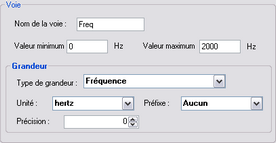 Voie
Nom de la voie : Freq
Valeur minimum 0 Hz Valeur maximum 2000 Hz
Grandeur
Type de grandeur : Fréquence
Unité : hertz Préfixe : Aucun
Précision : 0